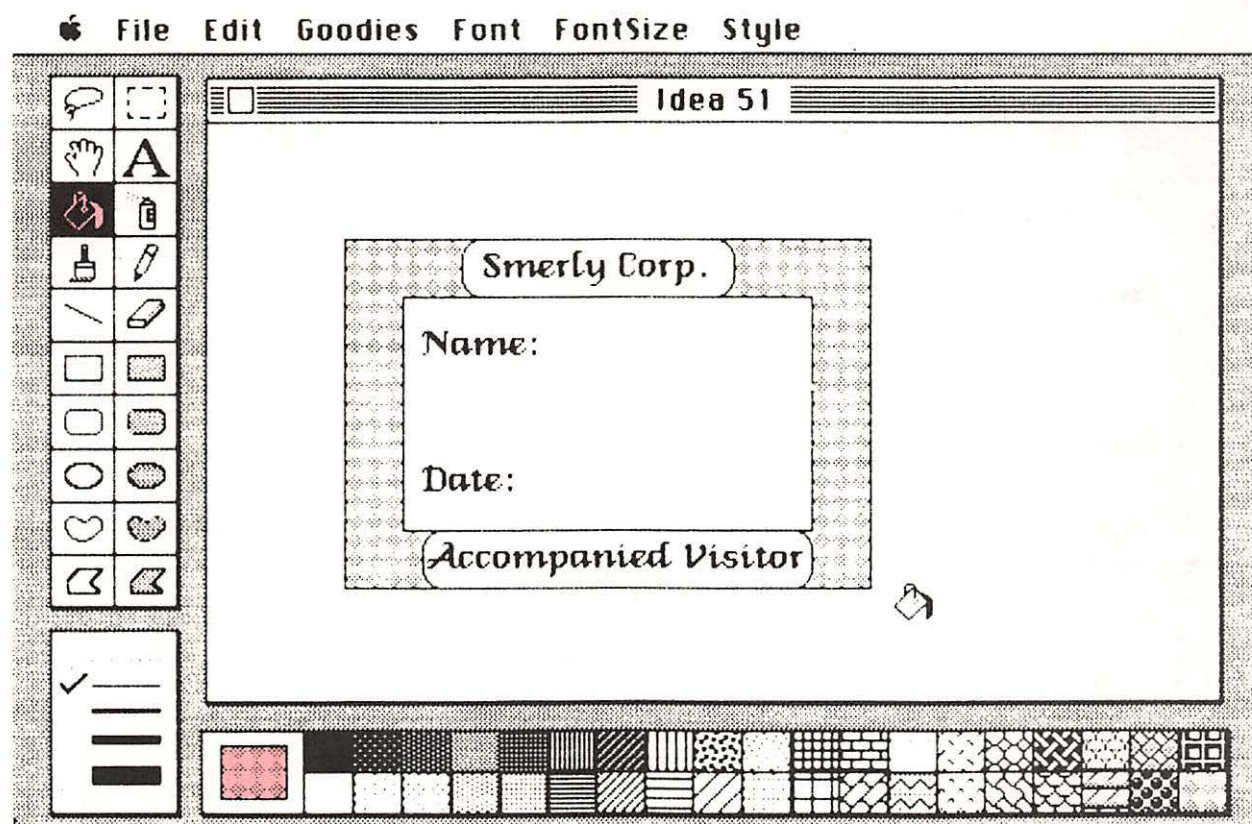 File Edit Goodies Font FontSize Style
Idea 51
A
Smerly Corp.
Name:
Date:
Accompanied Visitor